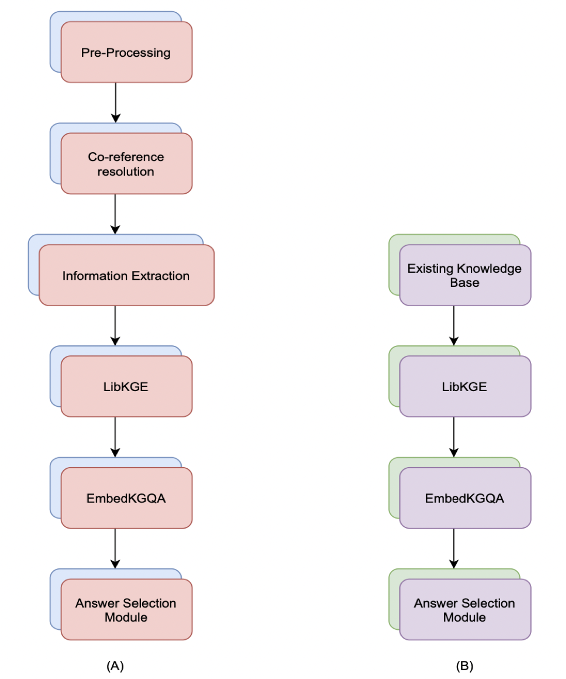 Pre-Processing
Co-reference
resolution
Information Extraction
LibKGE
EmbedKGQA
Answer Selection
Module
(A)
Existing Knowledge
Base
LibKGE
EmbedKGQA
Answer Selection
Module
(B)